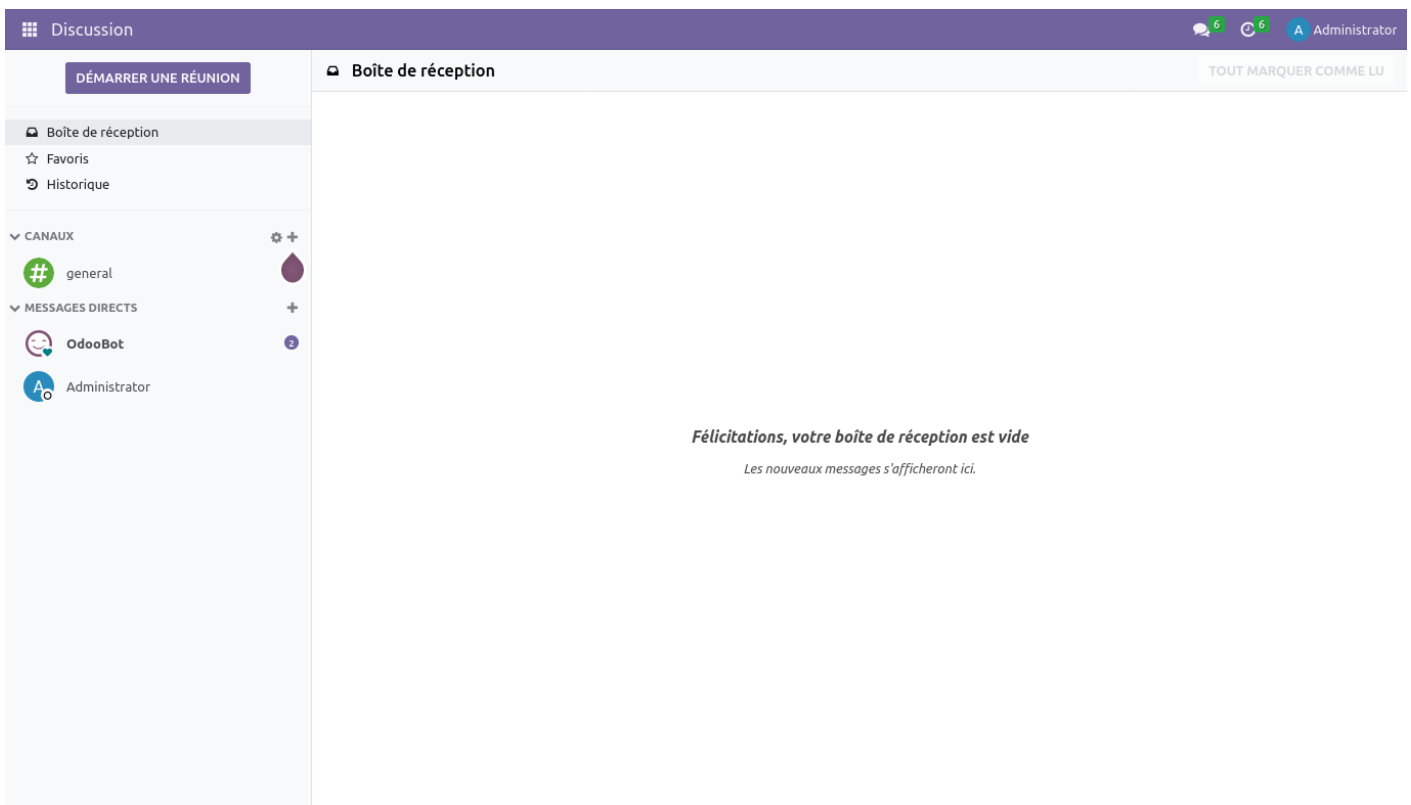 Discussion
6
6
A
Administrator
DÉMARRER UNE RÉUNION
Boîte de réception
TOUT MARQUER COMME LU
Boîte de réception
Favoris
Historique
CANAUX
# general
MESSAGES DIRECTS
OdooBot
2
A
Administrator
Félicitations, votre boîte de réception est vide
Les nouveaux messages s'afficheront ici.